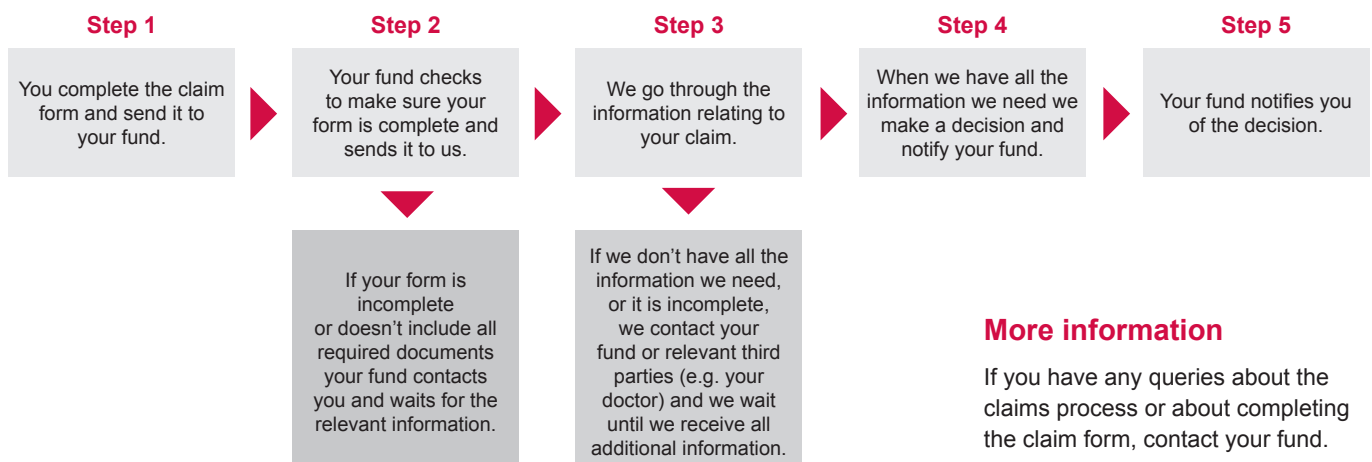 Step 1
You complete the claim
form and send it to
your fund.
Step 2
Your fund checks
to make sure your
form is complete and
sends it to us.
If your form is
incomplete
or doesn’t include all
required documents
your fund contacts
you and waits for the
relevant information.
Step 3
We go through the
information relating to
your claim.
If we don’t have all the
information we need,
or it is incomplete,
we contact your
fund or relevant third
parties (e.g. your
doctor) and we wait
until we receive all
additional information.
Step 4
When we have all the
information we need we
make a decision and
notify your fund.
Step 5
Your fund notifies you
of the decision.
More information
If you have any queries about the
claims process or about completing
the claim form, contact your fund.